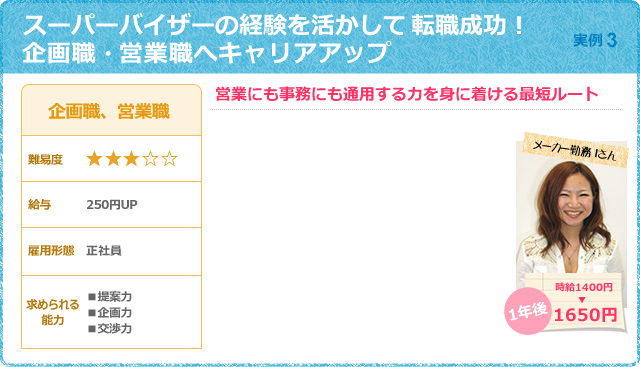 スーパーバイザーの経験を活かして 転職成功！
企画職・営業職へキャリアアップ
実例 3
企画職、営業職
難易度 ★★★☆☆
給与 250円UP
雇用形態 正社員
求められる
能力
■提案力
■企画力
■交渉力
営業にも事務にも通用する力を身に着ける最短ルート
メーカー勤務 Iさん
時給1400円
▼
1年後
1650円